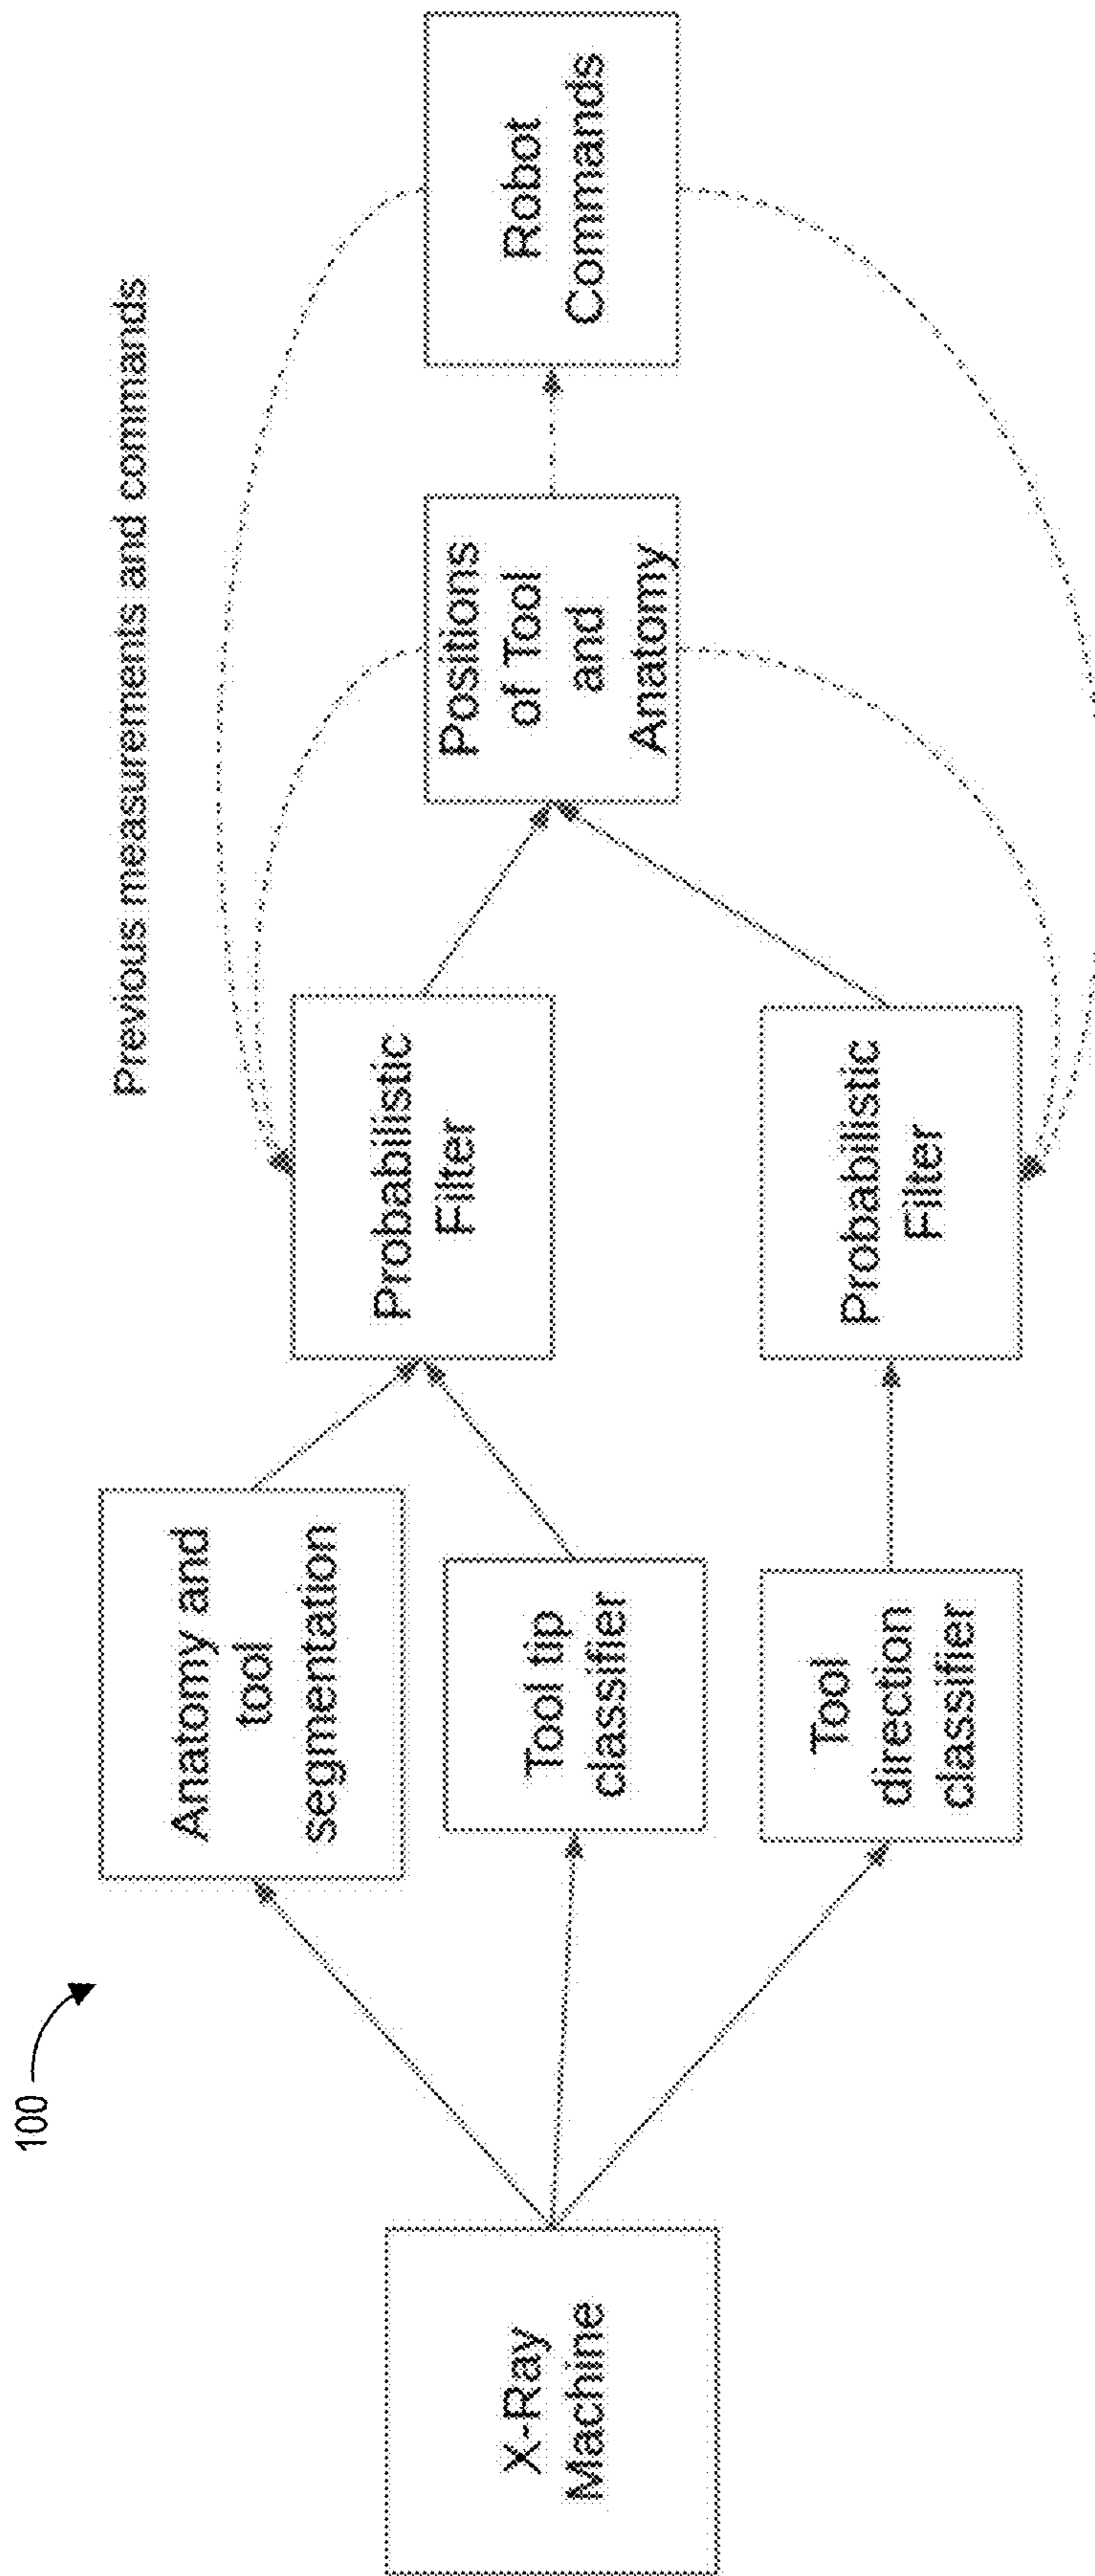 100
Previous measurements and commands
X-Ray
Machine
Anatomy and
tool
segmentation
Tool tip
classifier
Tool
direction
classifier
Probabilistic
Filter
Probabilistic
Filter
Positions
of Tool
and
Anatomy
Robot
Commands